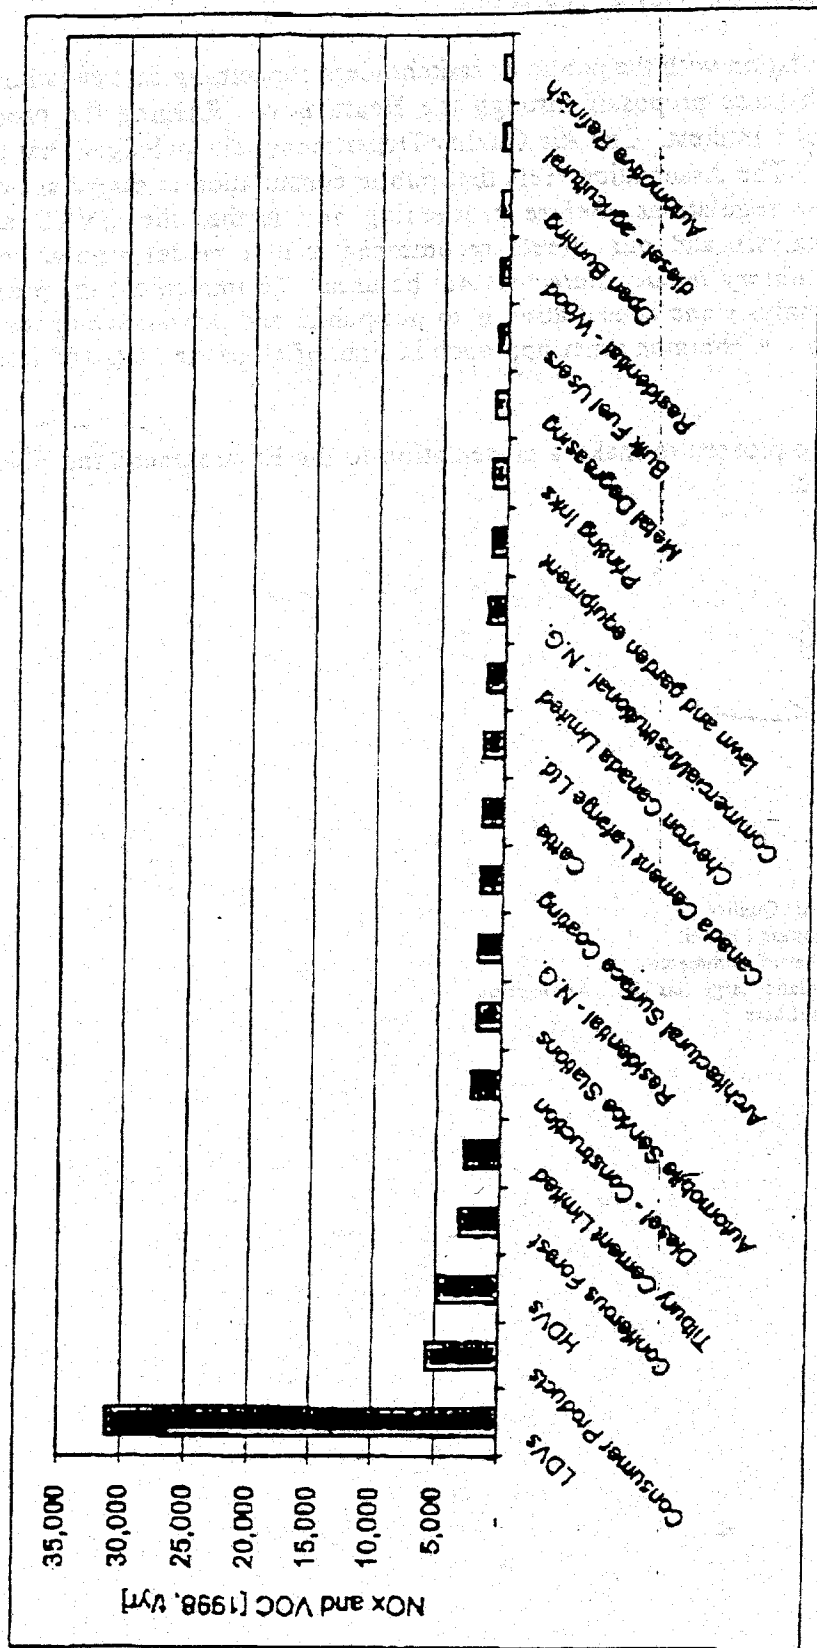 NOx and VOC [1998, t/yr]
35,000
30,000
25,000
20,000
15,000
10,000
5,000
-
LDVs
Consumer Products
HDVs
Coniferous Forest
Tilbury Cement Limited
Diesel - Construction
Automobile Service Stations
Residential - N.G.
Architectural Surface Coating
Cattle
Canada Cement Lafarge Ltd.
Chevron Canada Limited
Commercial/Institutional - N.G.
lawn and garden equipment
Printing Inks
Metal Degreasing
Bulk Fuel Users
Residential - Wood
Open Burning
diesel - agricultural
Automotive Refinish